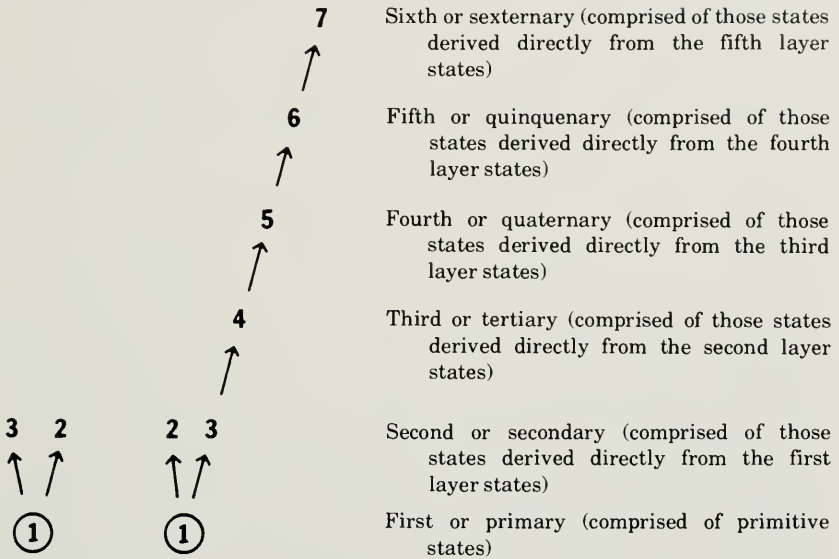 7 Sixth or sexternary (comprised of those states
derived directly from the fifth layer
states)
6 Fifth or quinquenary (comprised of those
states derived directly from the fourth
layer states)
5 Fourth or quaternary (comprised of those
states derived directly from the third
layer states)
4 Third or tertiary (comprised of those states
derived directly from the second layer
states)
3 2 2 3 Second or secondary (comprised of those
states derived directly from the first
layer states)
1 1 First or primary (comprised of primitive
states)